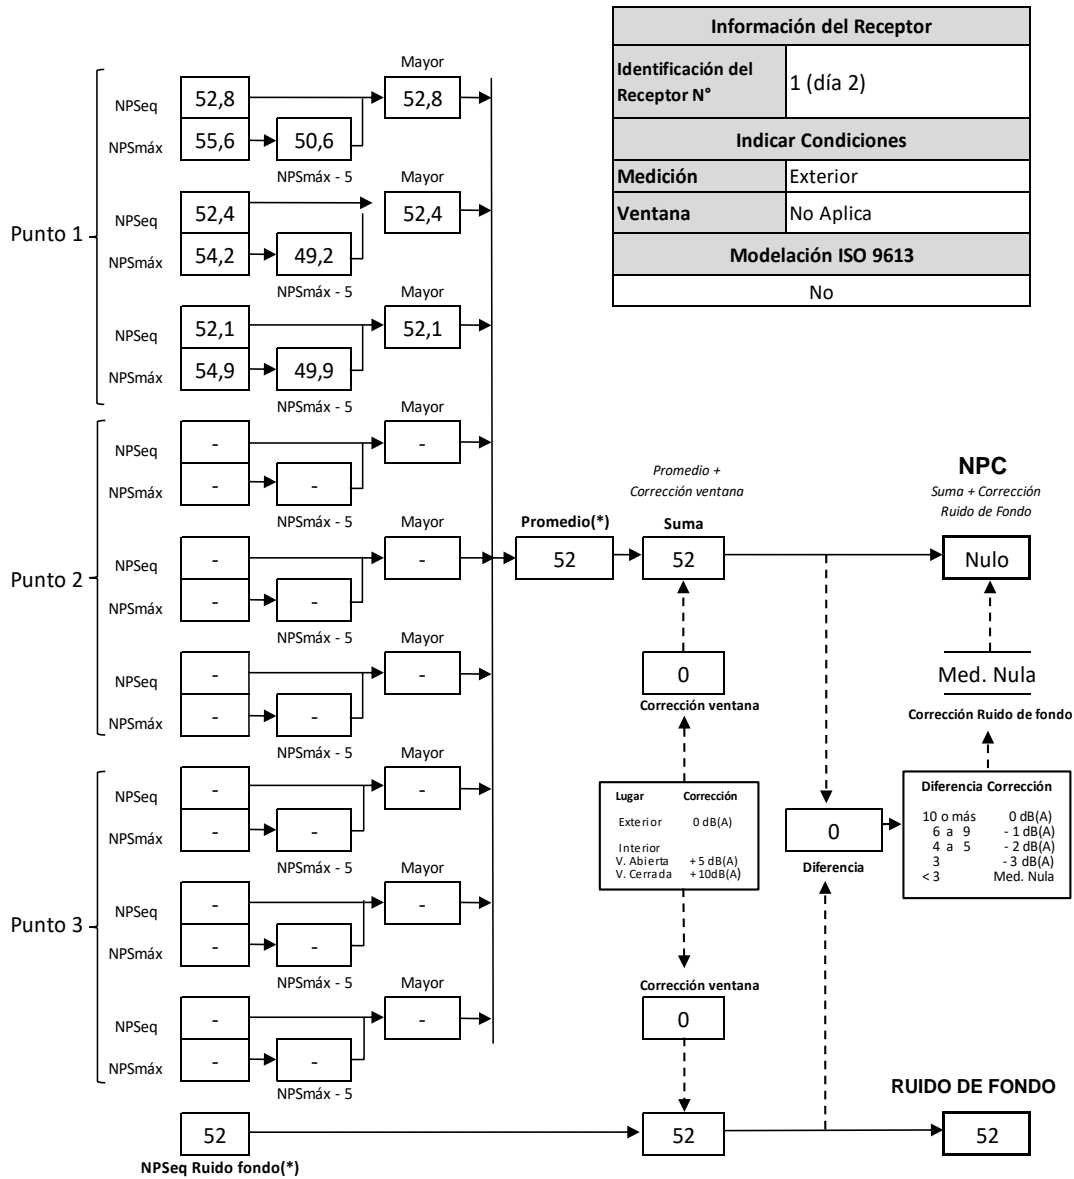 Información del Receptor
Identificación del
Receptor N°
1 (día 2)
Indicar Condiciones
Medición
Exterior
Ventana
No Aplica
Modelación ISO 9613
No
Punto 1
Mayor
NPSeq
52,8
52,8
NPSmáx
55,6
50,6
NPSmáx - 5
Mayor
NPSeq
52,4
52,4
NPSmáx
54,2
49,2
NPSmáx - 5
Mayor
NPSeq
52,1
52,1
NPSmáx
54,9
49,9
NPSmáx - 5
Punto 2
Mayor
NPSeq
-
-
NPSmáx
-
-
NPSmáx - 5
Mayor
NPSeq
-
-
NPSmáx
-
-
NPSmáx - 5
Mayor
NPSeq
-
-
NPSmáx
-
-
NPSmáx - 5
Punto 3
Mayor
NPSeq
-
-
NPSmáx
-
-
NPSmáx - 5
Mayor
NPSeq
-
-
NPSmáx
-
-
NPSmáx - 5
Mayor
NPSeq
-
-
NPSmáx
-
-
NPSmáx - 5
52
NPSeq Ruido fondo(*)
Promedio(*)
52
Promedio +
Corrección ventana
Suma
52
0
Corrección ventana
Lugar Corrección
Exterior 0 dB(A)
Interior
V. Abierta + 5 dB(A)
V. Cerrada + 10dB(A)
Corrección ventana
0
52
0
Diferencia
NPC
Suma + Corrección
Ruido de Fondo
Nulo
Med. Nula
Corrección Ruido de fondo
Diferencia Corrección
10 o más 0 dB(A)
6 a 9 - 1 dB(A)
4 a 5 - 2 dB(A)
3 - 3 dB(A)
< 3 Med. Nula
RUIDO DE FONDO
52